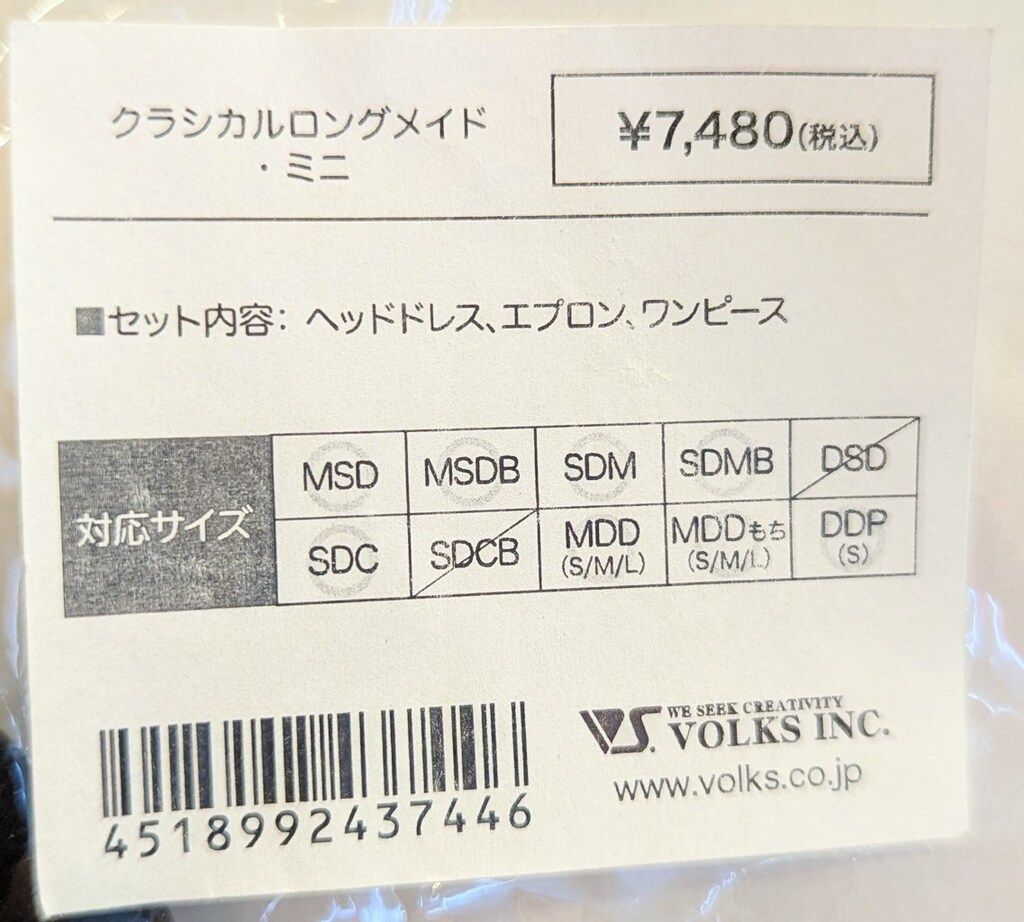 クラシカルロングメイド
・ミニ
¥7,480(税込)
■セット内容: ヘッドドレス、エプロン、ワンピース
対応サイズ
MSD MSDB SDM SDMB DSD
SDC SDCB MDD (S/M/L) MDDもち (S/M/L) DDP (S)
4518992437446
VS.
WE SEEK CREATIVITY
VOLKS INC.
www.volks.co.jp